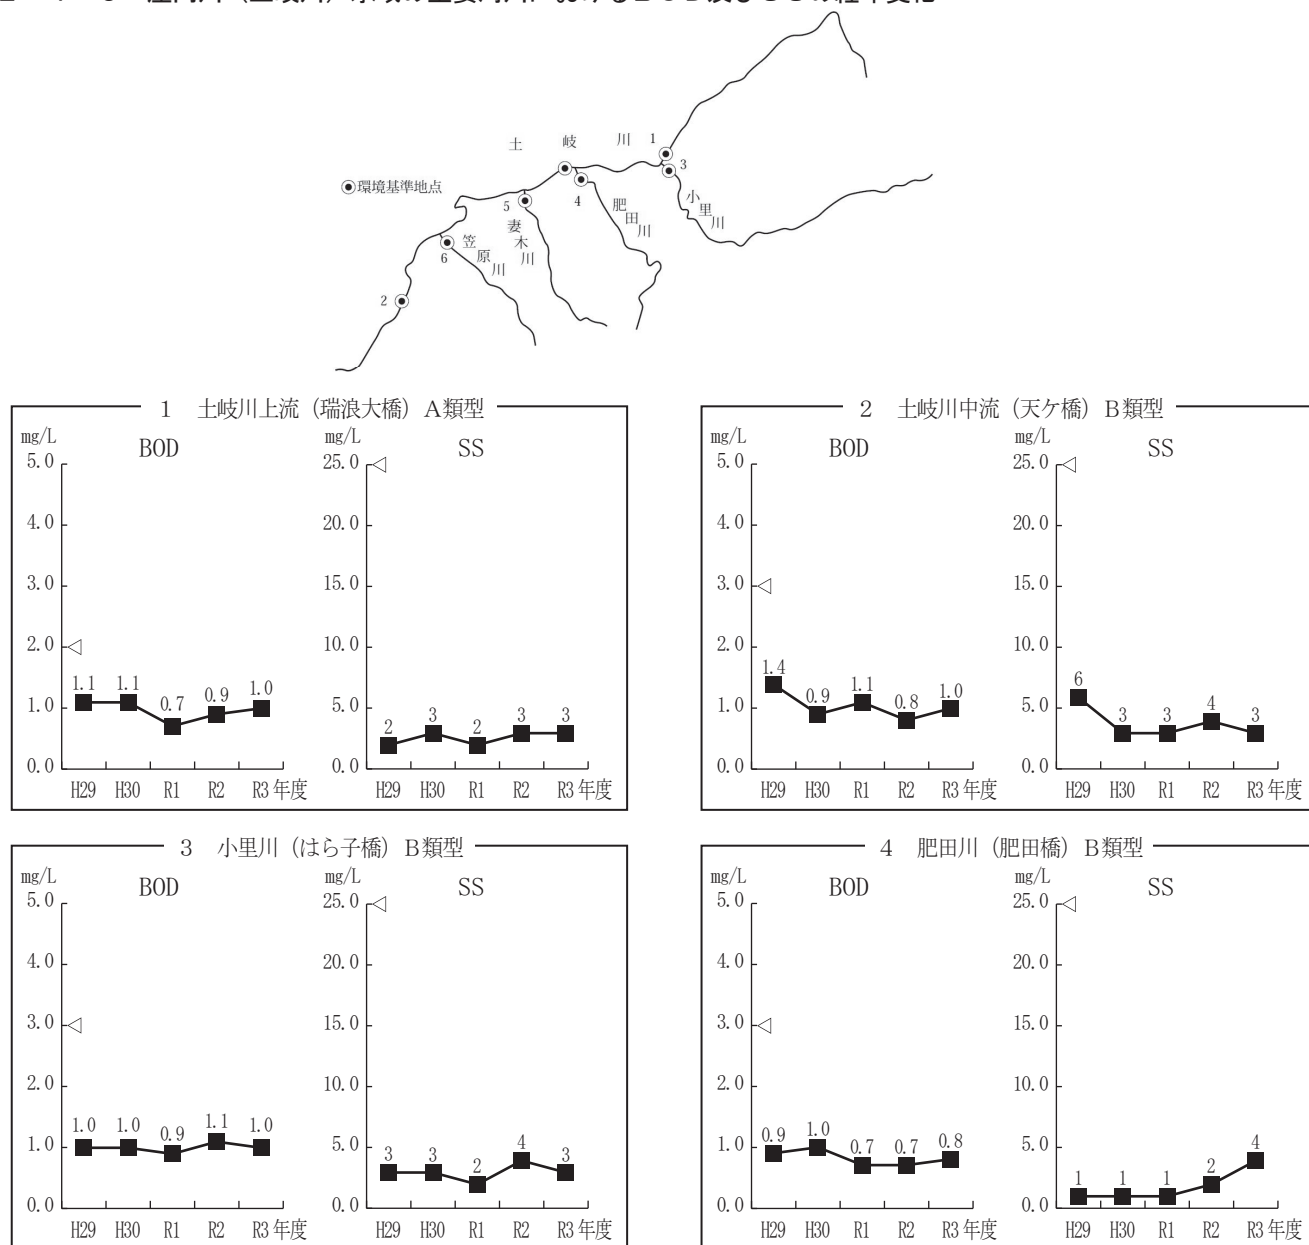 土岐川
1
3
◉環境基準地点
小里川
4
肥田川
5
妻木川
6
笠原川
2
1 土岐川上流（瑞浪大橋）A類型
mg/L BOD mg/L SS
5.0 25.0
4.0 20.0
3.0 15.0
2.0 10.0
1.0 5.0
0.0 0.0
1.1 1.1 0.7 0.9 1.0
2 3 2 3 3
H29 H30 R1 R2 R3 年度 H29 H30 R1 R2 R3 年度
2 土岐川中流（天ケ橋）B類型
mg/L BOD mg/L SS
5.0 25.0
4.0 20.0
3.0 15.0
2.0 10.0
1.0 5.0
0.0 0.0
1.4 0.9 1.1 0.8 1.0
6 3 3 4 3
H29 H30 R1 R2 R3 年度 H29 H30 R1 R2 R3 年度
3 小里川（はら子橋）B類型
mg/L BOD mg/L SS
5.0 25.0
4.0 20.0
3.0 15.0
2.0 10.0
1.0 5.0
0.0 0.0
1.0 1.0 0.9 1.1 1.0
3 3 2 4 3
H29 H30 R1 R2 R3 年度 H29 H30 R1 R2 R3 年度
4 肥田川（肥田橋）B類型
mg/L BOD mg/L SS
5.0 25.0
4.0 20.0
3.0 15.0
2.0 10.0
1.0 5.0
0.0 0.0
0.9 1.0 0.7 0.7 0.8
1 1 1 2 4
H29 H30 R1 R2 R3 年度 H29 H30 R1 R2 R3 年度